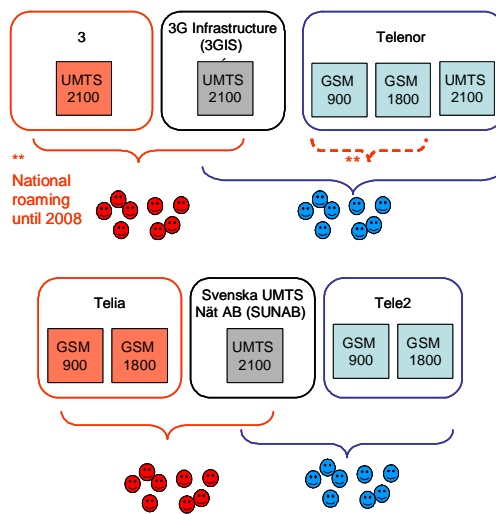 3
UMTS
2100
3G Infrastructure
(3GIS)
UMTS
2100
Telenor
GSM
900
GSM
1800
UMTS
2100
**
National
roaming
until 2008
**
Telia
GSM
900
GSM
1800
Svenska UMTS
Nät AB (SUNAB)
UMTS
2100
Tele2
GSM
900
GSM
1800